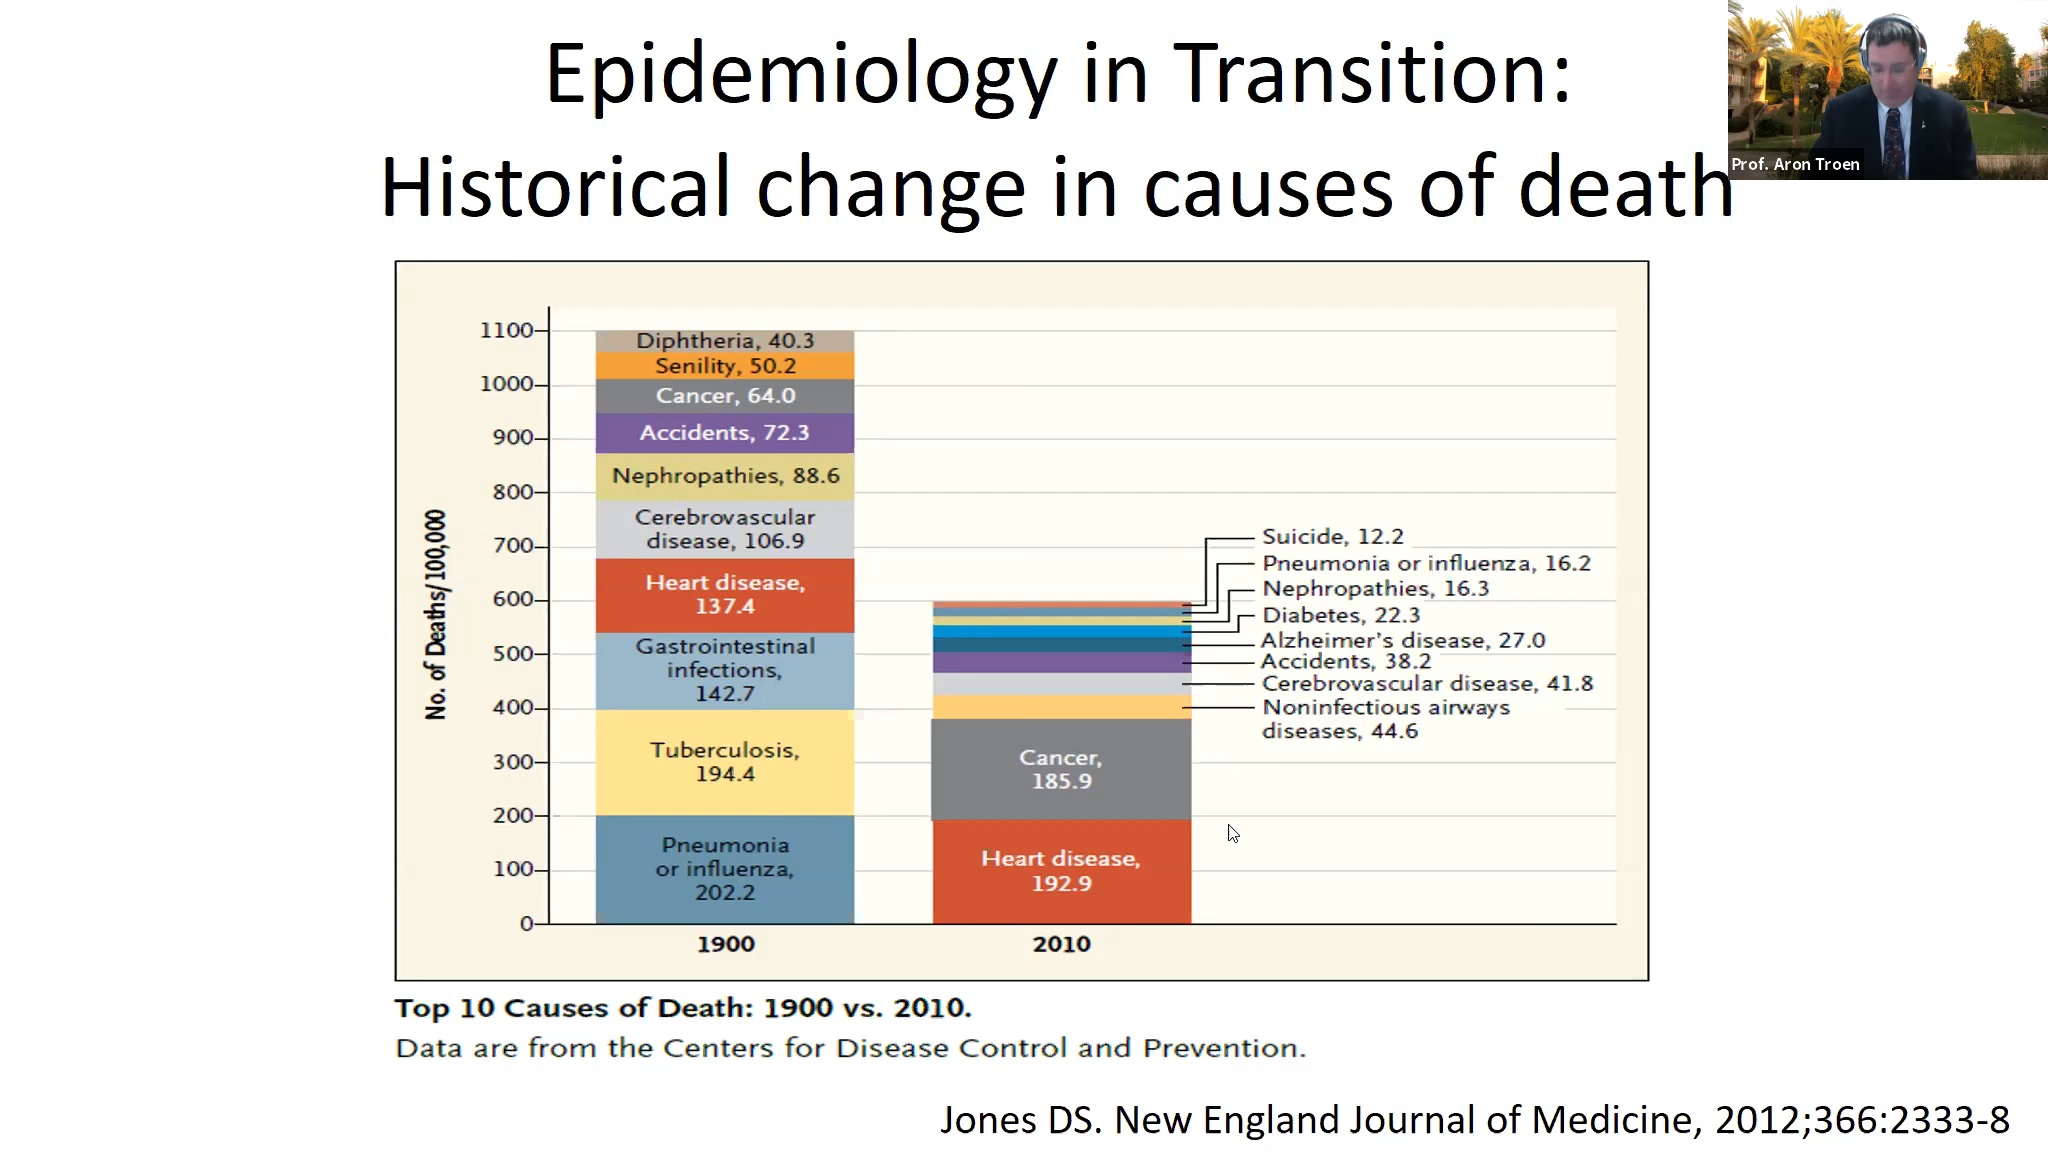 Epidemiology in Transition:
Historical change in causes of death
Prof. Aron Troen
No. of Deaths/100,000
1100
1000
900
800
700
600
500
400
300
200
100
0
Diphtheria, 40.3
Senility, 50.2
Cancer, 64.0
Accidents, 72.3
Nephropathies, 88.6
Cerebrovascular
disease, 106.9
Heart disease,
137.4
Gastrointestinal
infections,
142.7
Tuberculosis,
194.4
Pneumonia
or influenza,
202.2
1900
Suicide, 12.2
Pneumonia or influenza, 16.2
Nephropathies, 16.3
Diabetes, 22.3
Alzheimer’s disease, 27.0
Accidents, 38.2
Cerebrovascular disease, 41.8
Noninfectious airways
diseases, 44.6
Cancer,
185.9
Heart disease,
192.9
2010
Top 10 Causes of Death: 1900 vs. 2010.
Data are from the Centers for Disease Control and Prevention.
Jones DS. New England Journal of Medicine, 2012;366:2333-8